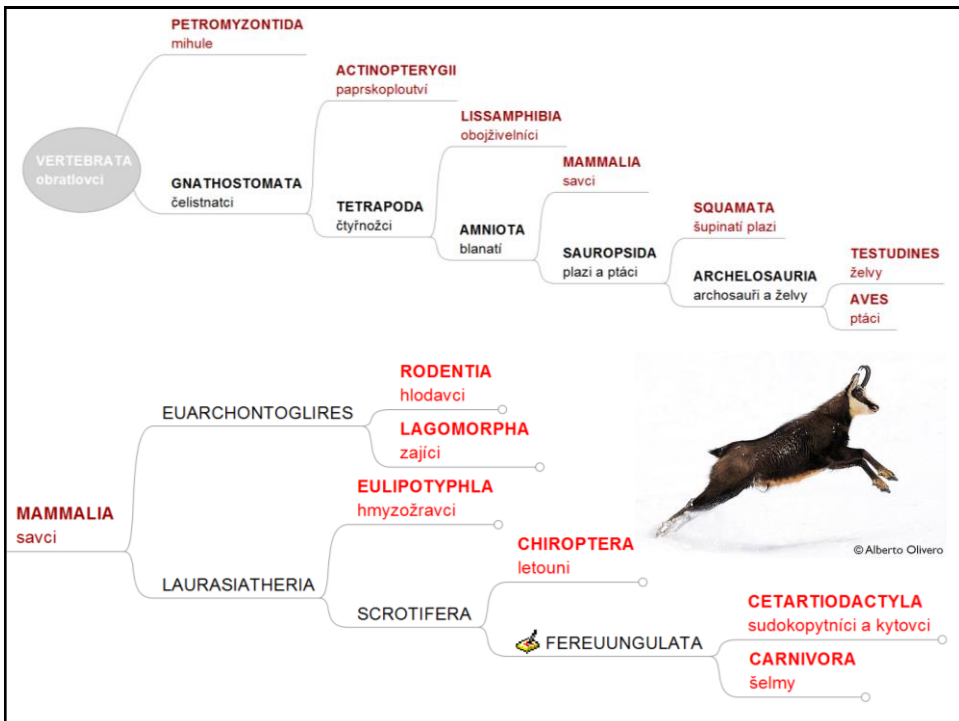 PETROMYZONTIDA
mihule
ACTINOPTERYGII
paprskoploutví
LISSAMPHIBIA
obojživelníci
VERTEBRATA
obratlovci
MAMMALIA
savci
GNATHOSTOMATA
čelistnatci
TETRAPODA
čtyřnožci
SQUAMATA
šupinatí plazi
AMNIOTA
blanatí
SAUROPSIDA
plazi a ptáci
TESTUDINES
želvy
ARCHELOSAURIA
archosauři a želvy
AVES
ptáci
RODENTIA
hlodavci
EUARCHONTOGLIRES
LAGOMORPHA
zajíci
EULIPOTYPHLA
hmyzožravci
MAMMALIA
savci
CHIROPTERA
letouni
© Alberto Olivero
LAURASIATHERIA
SCROTIFERA
CETARTIODACTYLA
sudokopytníci a kytovci
FEREUUNGULATA
CARNIVORA
šelmy